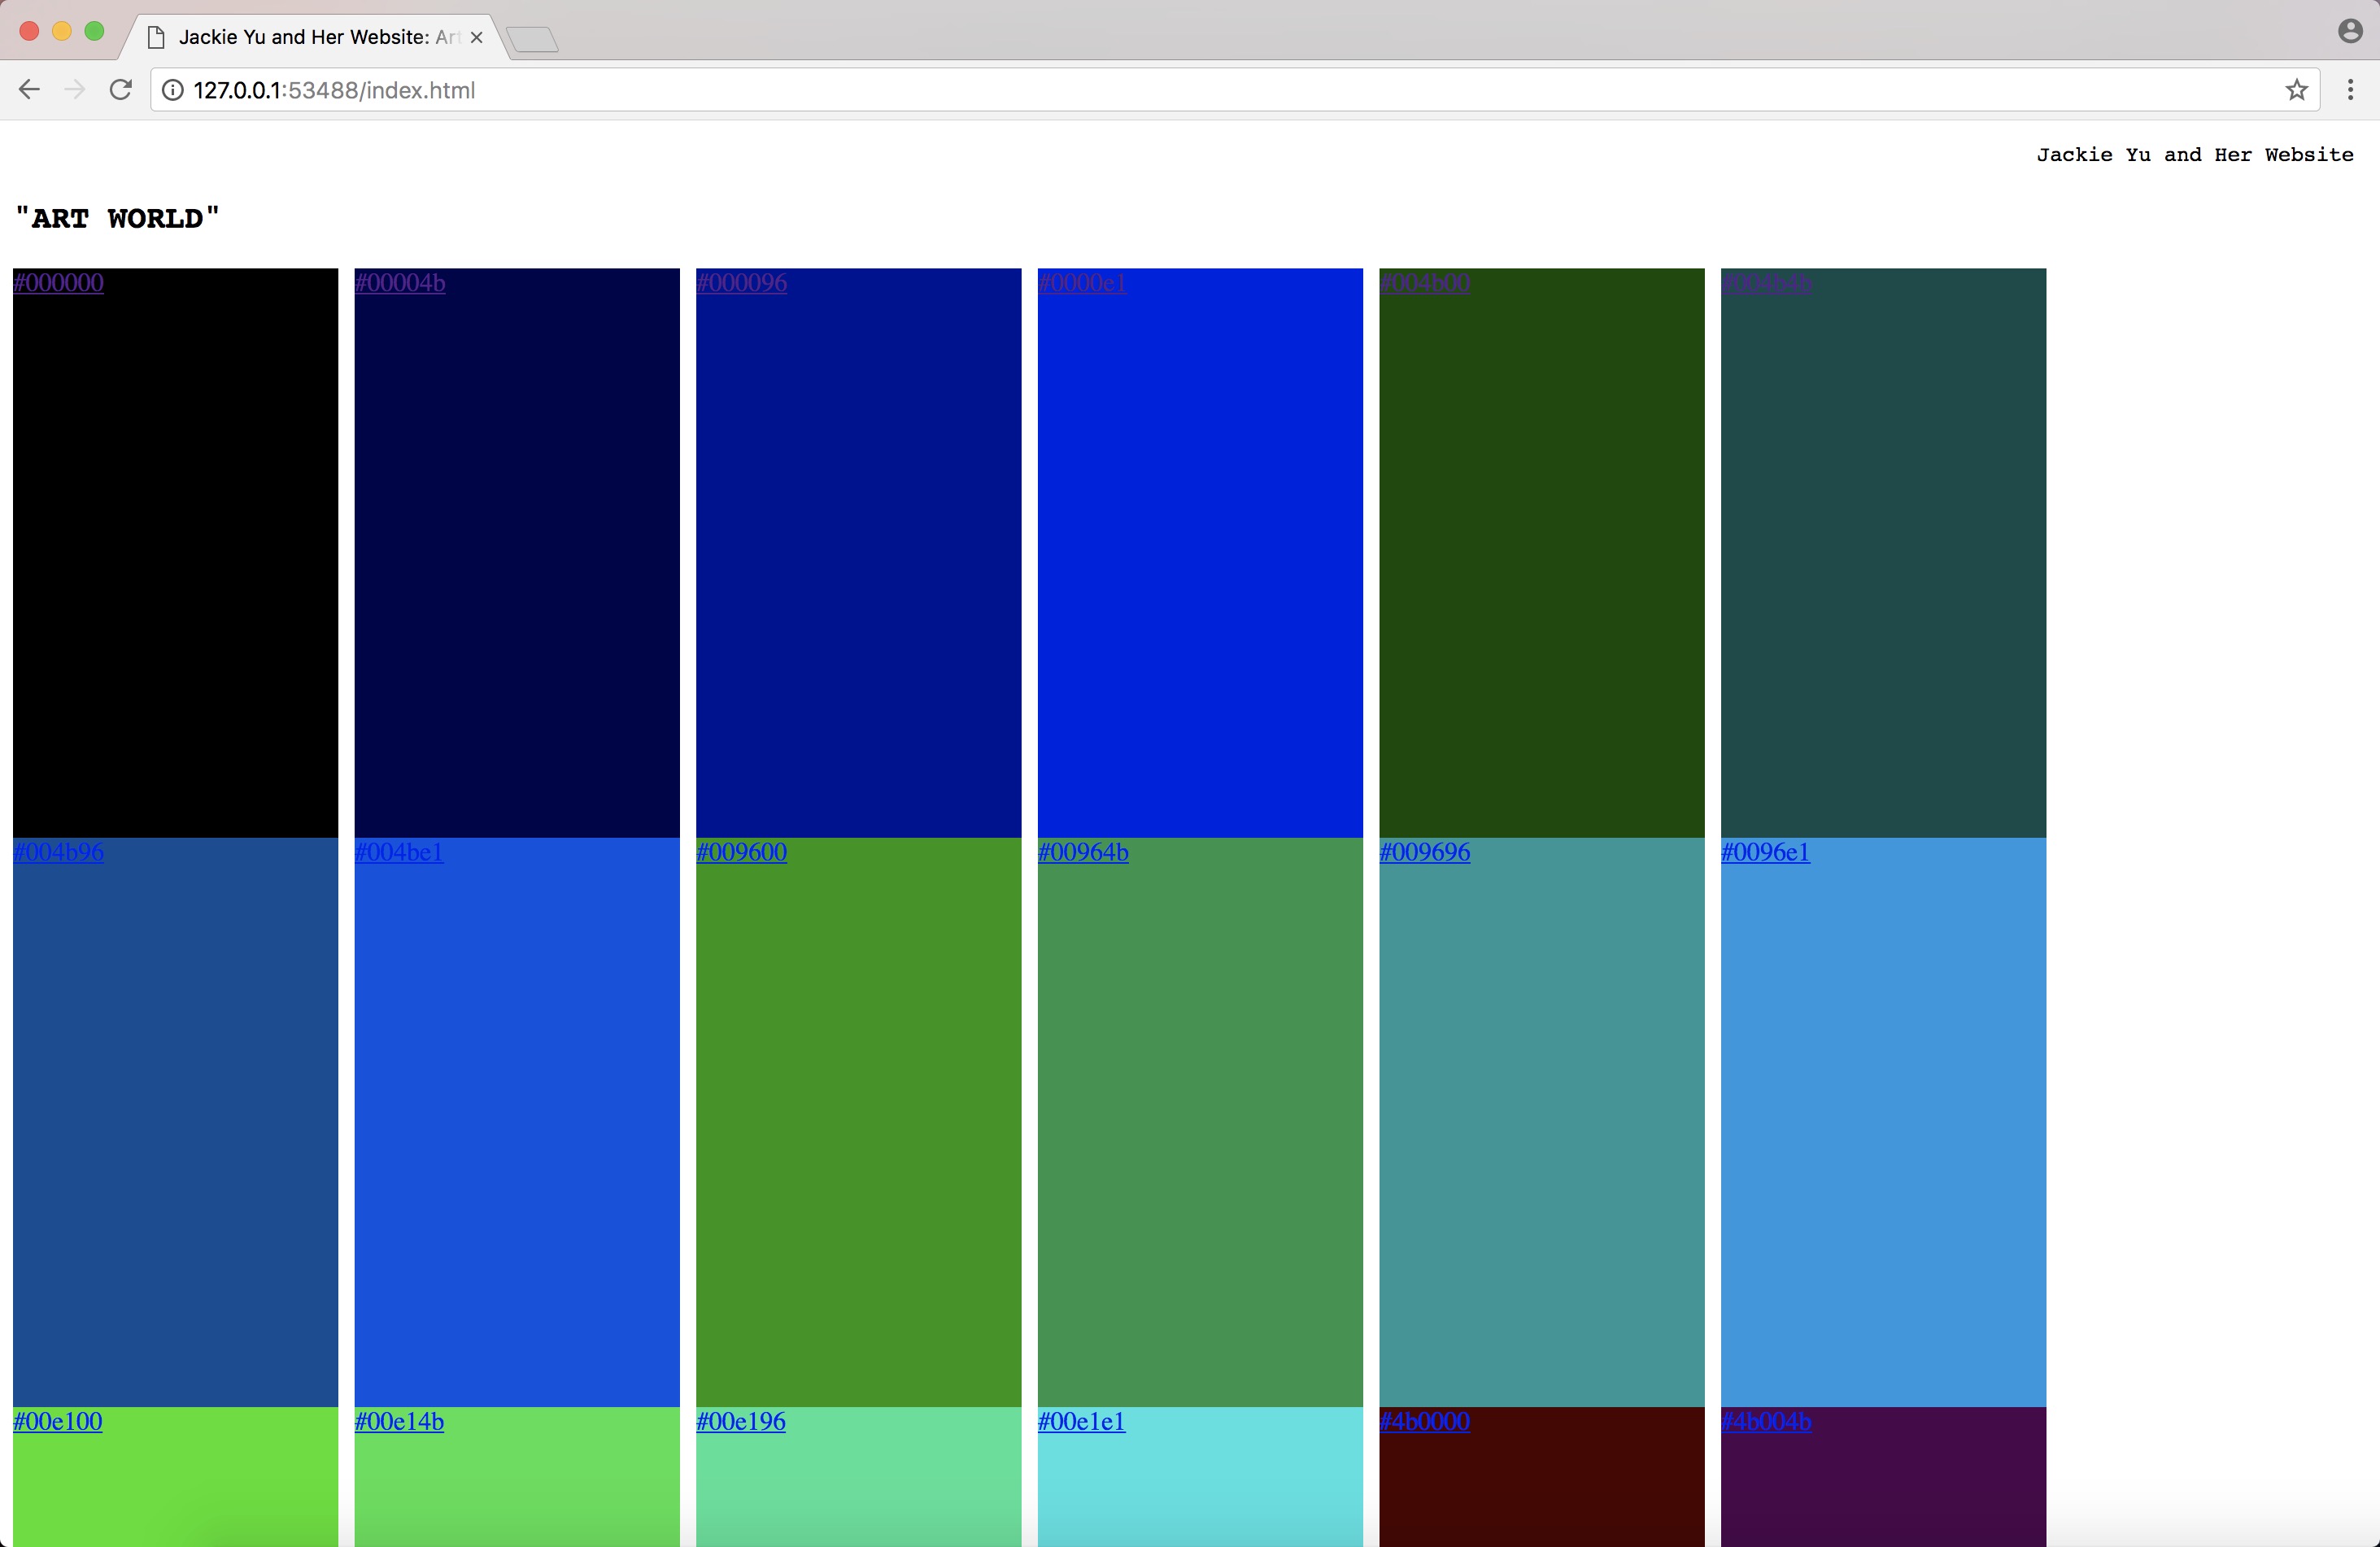 Jackie Yu and Her Website: Art
127.0.0.1:53488/index.html
Jackie Yu and Her Website
"ART WORLD"
#000000 #00004b #000096 #0000e1 #004b00 #004b4b
#004b96 #004be1 #009600 #00964b #009696 #0096e1
#00e100 #00e14b #00e196 #00e1e1 #4b0000 #4b004b